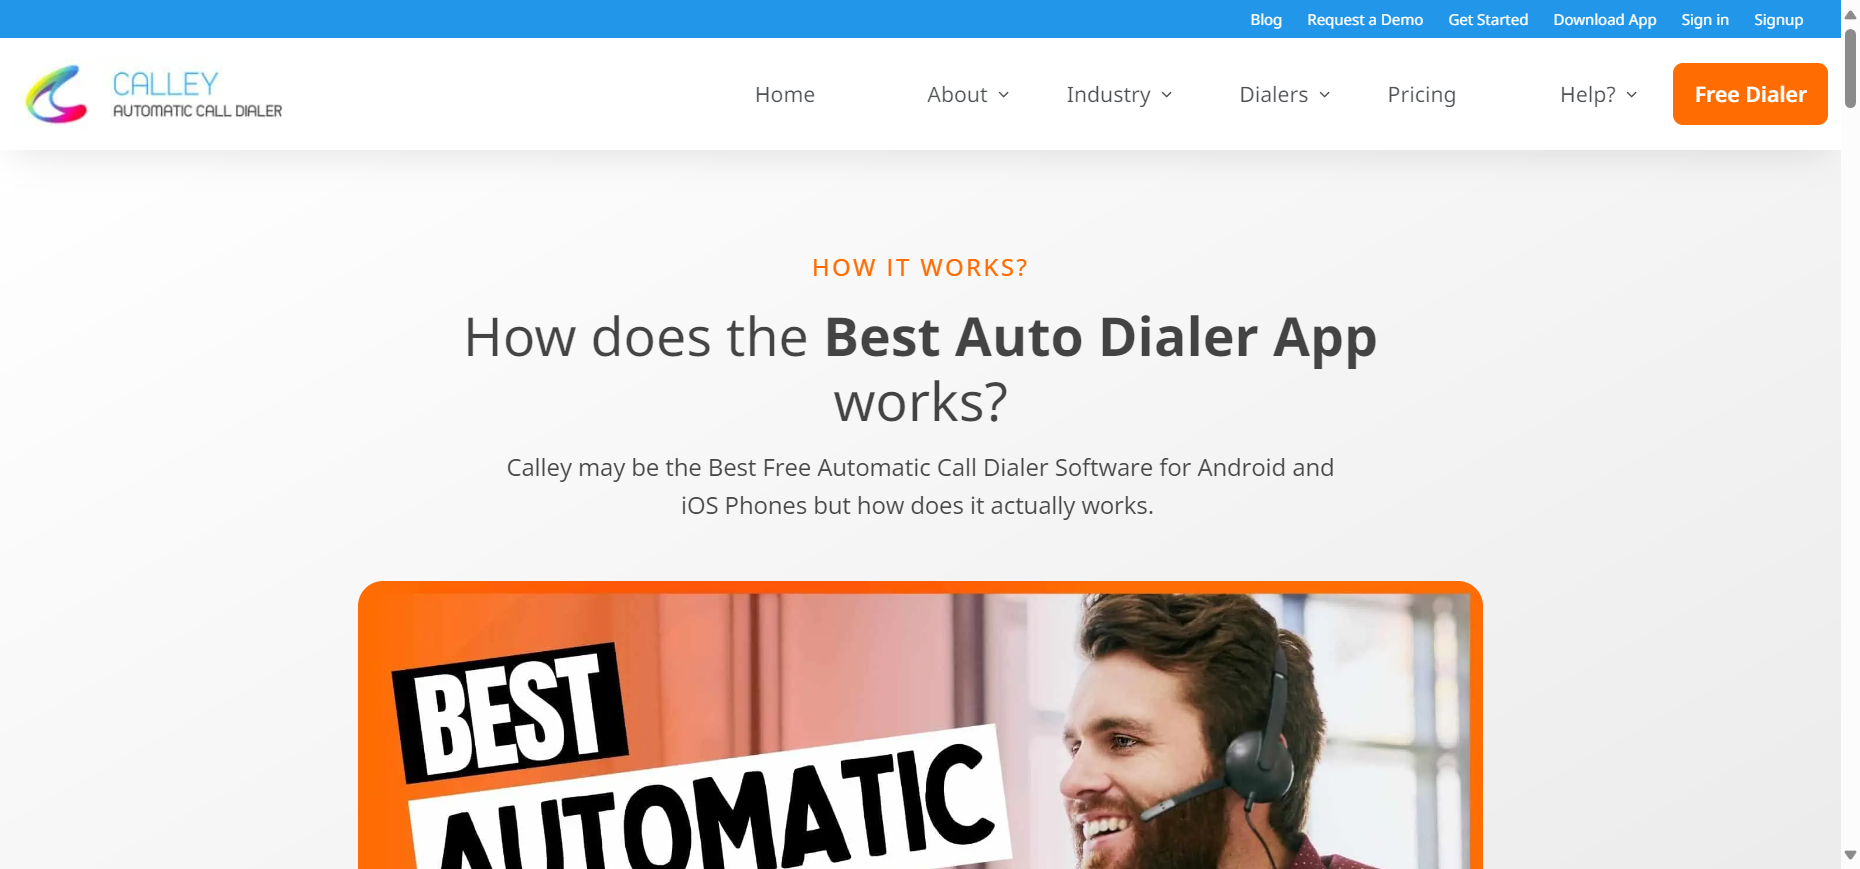 Blog Request a Demo Get Started Download App Sign in Signup
CALLEY
AUTOMATIC CALL DIALER
Home About Industry Dialers Pricing Help? Free Dialer
HOW IT WORKS?
How does the Best Auto Dialer App
works?
Calley may be the Best Free Automatic Call Dialer Software for Android and
iOS Phones but how does it actually works.
BEST
AUTOMATIC